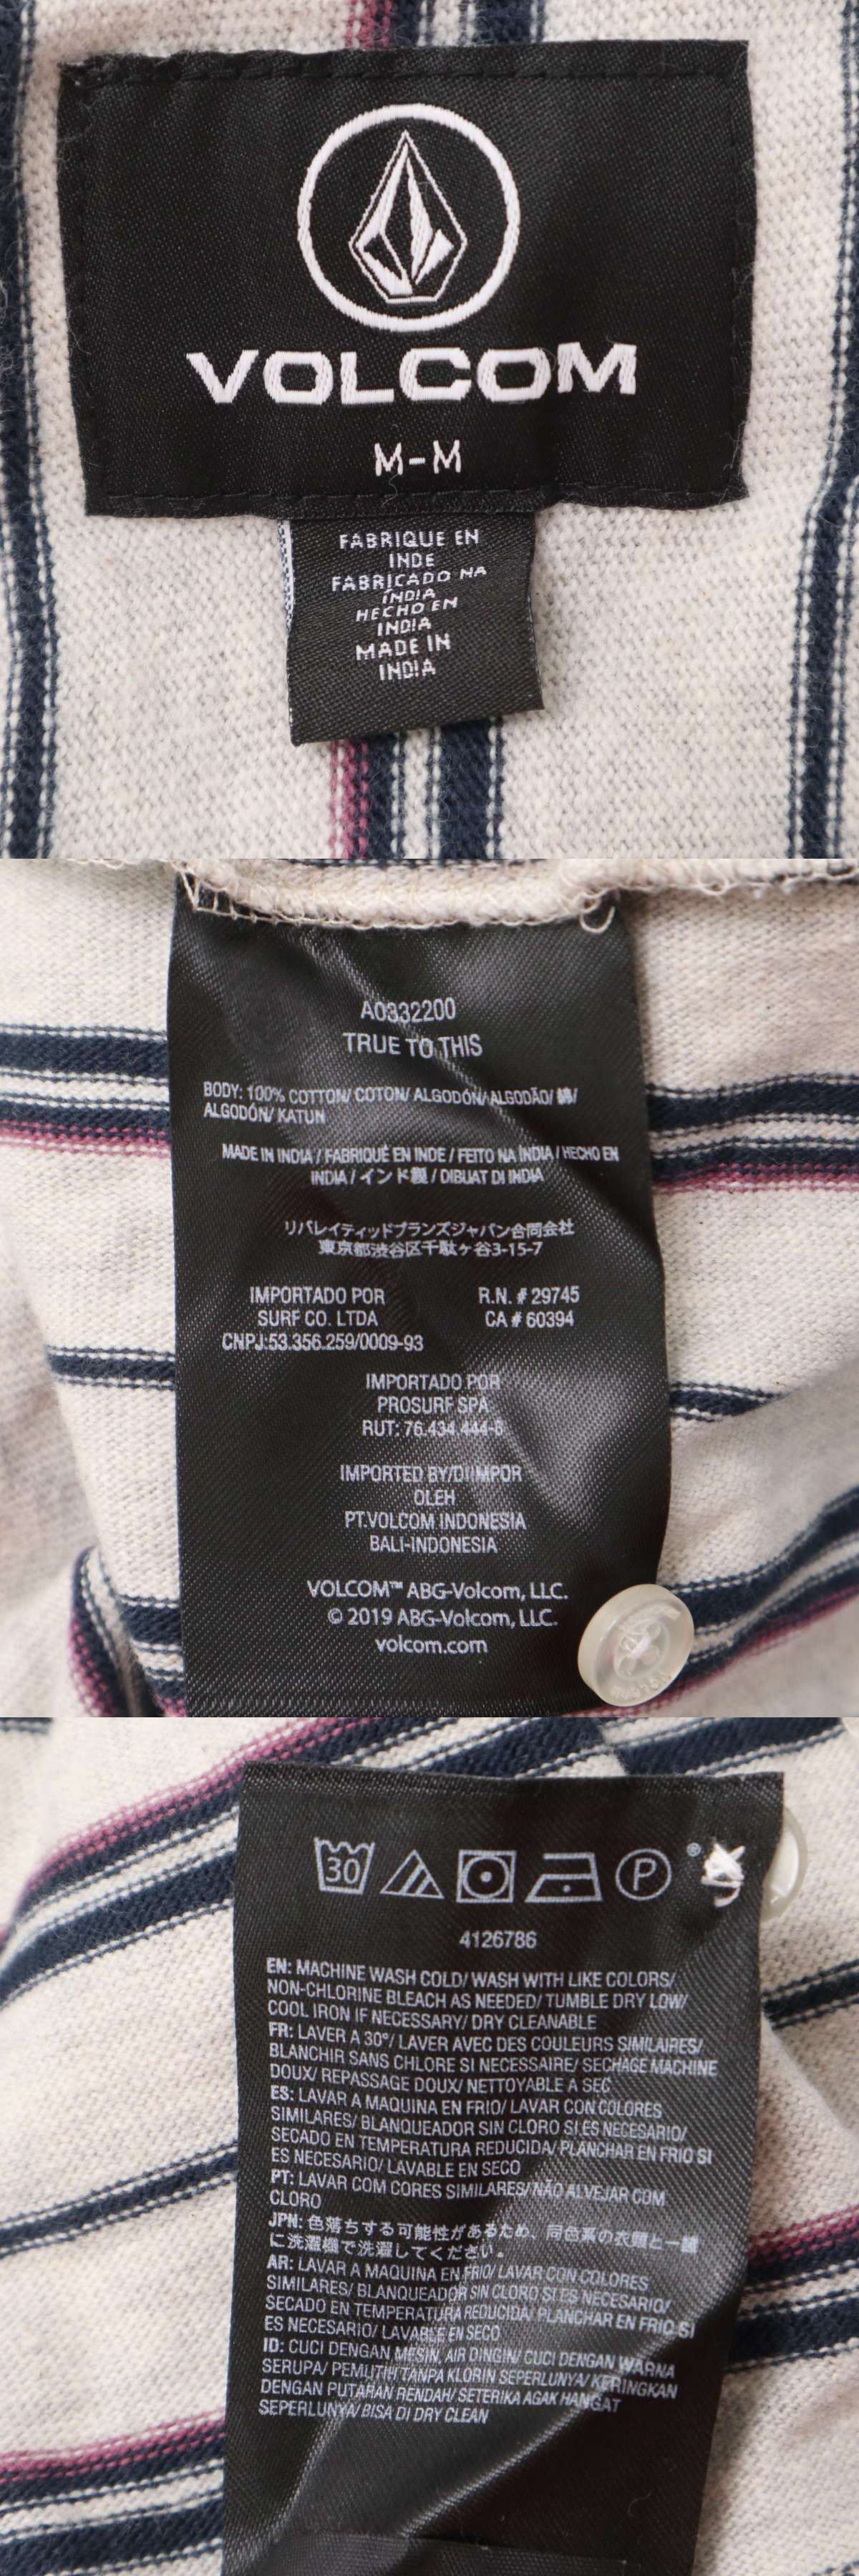 VOLCOM
M-M
FABRIQUE EN
INDE
FABRICADO NA
ÍNDIA
HECHO EN
INDIA
MADE IN
INDIA
A0332200
TRUE TO THIS
BODY: 100% COTTON/ COTON/ ALGODÓN/ ALGODÃO/ 綿/
ALGODÓN/ KATUN
MADE IN INDIA / FABRIQUÉ EN INDE / FEITO NA ÍNDIA / HECHO EN
INDIA / インド製 / DIBUAT DI INDIA
リバレイティッドブランズジャパン合同会社
東京都渋谷区千駄ヶ谷3-15-7
IMPORTADO POR
SURF CO. LTDA
CNPJ:53.356.259/0009-93
R.N. # 29745
CA # 60394
IMPORTADO POR
PROSURF SPA
RUT: 76.434.444-8
IMPORTED BY/DIIMPOR
OLEH
PT.VOLCOM INDONESIA
BALI-INDONESIA
VOLCOM™ ABG-Volcom, LLC.
© 2019 ABG-Volcom, LLC.
volcom.com
30 P ®
4126786
EN: MACHINE WASH COLD/ WASH WITH LIKE COLORS/
NON-CHLORINE BLEACH AS NEEDED/ TUMBLE DRY LOW/
COOL IRON IF NECESSARY/ DRY CLEANABLE
FR: LAVER A 30°/ LAVER AVEC DES COULEURS SIMILAIRES/
BLANCHIR SANS CHLORE SI NECESSAIRE/ SECHAGE MACHINE
DOUX/ REPASSAGE DOUX/ NETTOYABLE A SEC
ES: LAVAR A MAQUINA EN FRIO/ LAVAR CON COLORES
SIMILARES/ BLANQUEADOR SIN CLORO SI ES NECESARIO/
SECADO EN TEMPERATURA REDUCIDA/ PLANCHAR EN FRIO SI
ES NECESARIO/ LAVABLE EN SECO
PT: LAVAR COM CORES SIMILARES/ NÃO ALVEJAR COM
CLORO
JPN: 色落ちする可能性があるため、同色系の衣類と一緒
に洗濯機で洗濯してください。
AR: LAVAR A MAQUINA EN FRIO/ LAVAR CON COLORES
SIMILARES/ BLANQUEADOR SIN CLORO SI ES NECESARIO/
SECADO EN TEMPERATURA REDUCIDA/ PLANCHAR EN FRIO SI
ES NECESARIO/ LAVABLE EN SECO
ID: CUCI DENGAN MESIN, AIR DINGIN/ CUCI DENGAN WARNA
SERUPA/ PEMUTIH TANPA KLORIN SEPERLUNYA/ KERINGKAN
DENGAN PUTARAN RENDAH/ SETERIKA AGAK HANGAT
SEPERLUNYA/ BISA DI DRY CLEAN